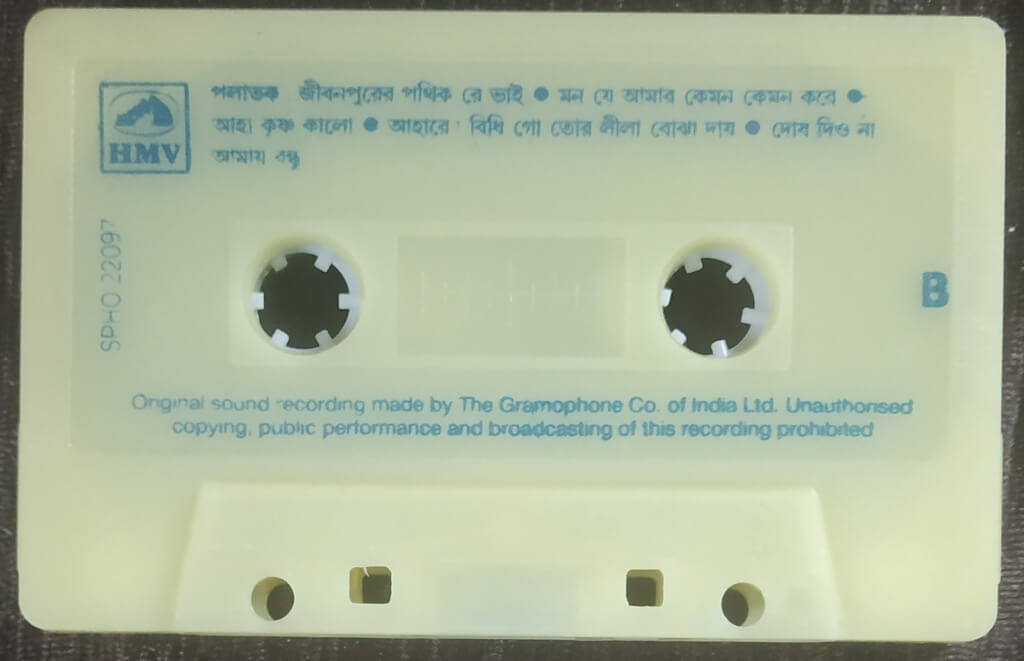 পলাতক জীবনপুরের পথিক রে ভাই ● মন যে আমার কেমন কেমন করে ●
আহা কৃষ্ণ কালো ● আহারে বিধি গো তোর লীলা বোঝা দায় ● দোষ দিও না
আমায় বন্ধু
HMV
SPHO 22097
B
Original sound recording made by The Gramophone Co. of India Ltd. Unauthorised
copying, public performance and broadcasting of this recording prohibited